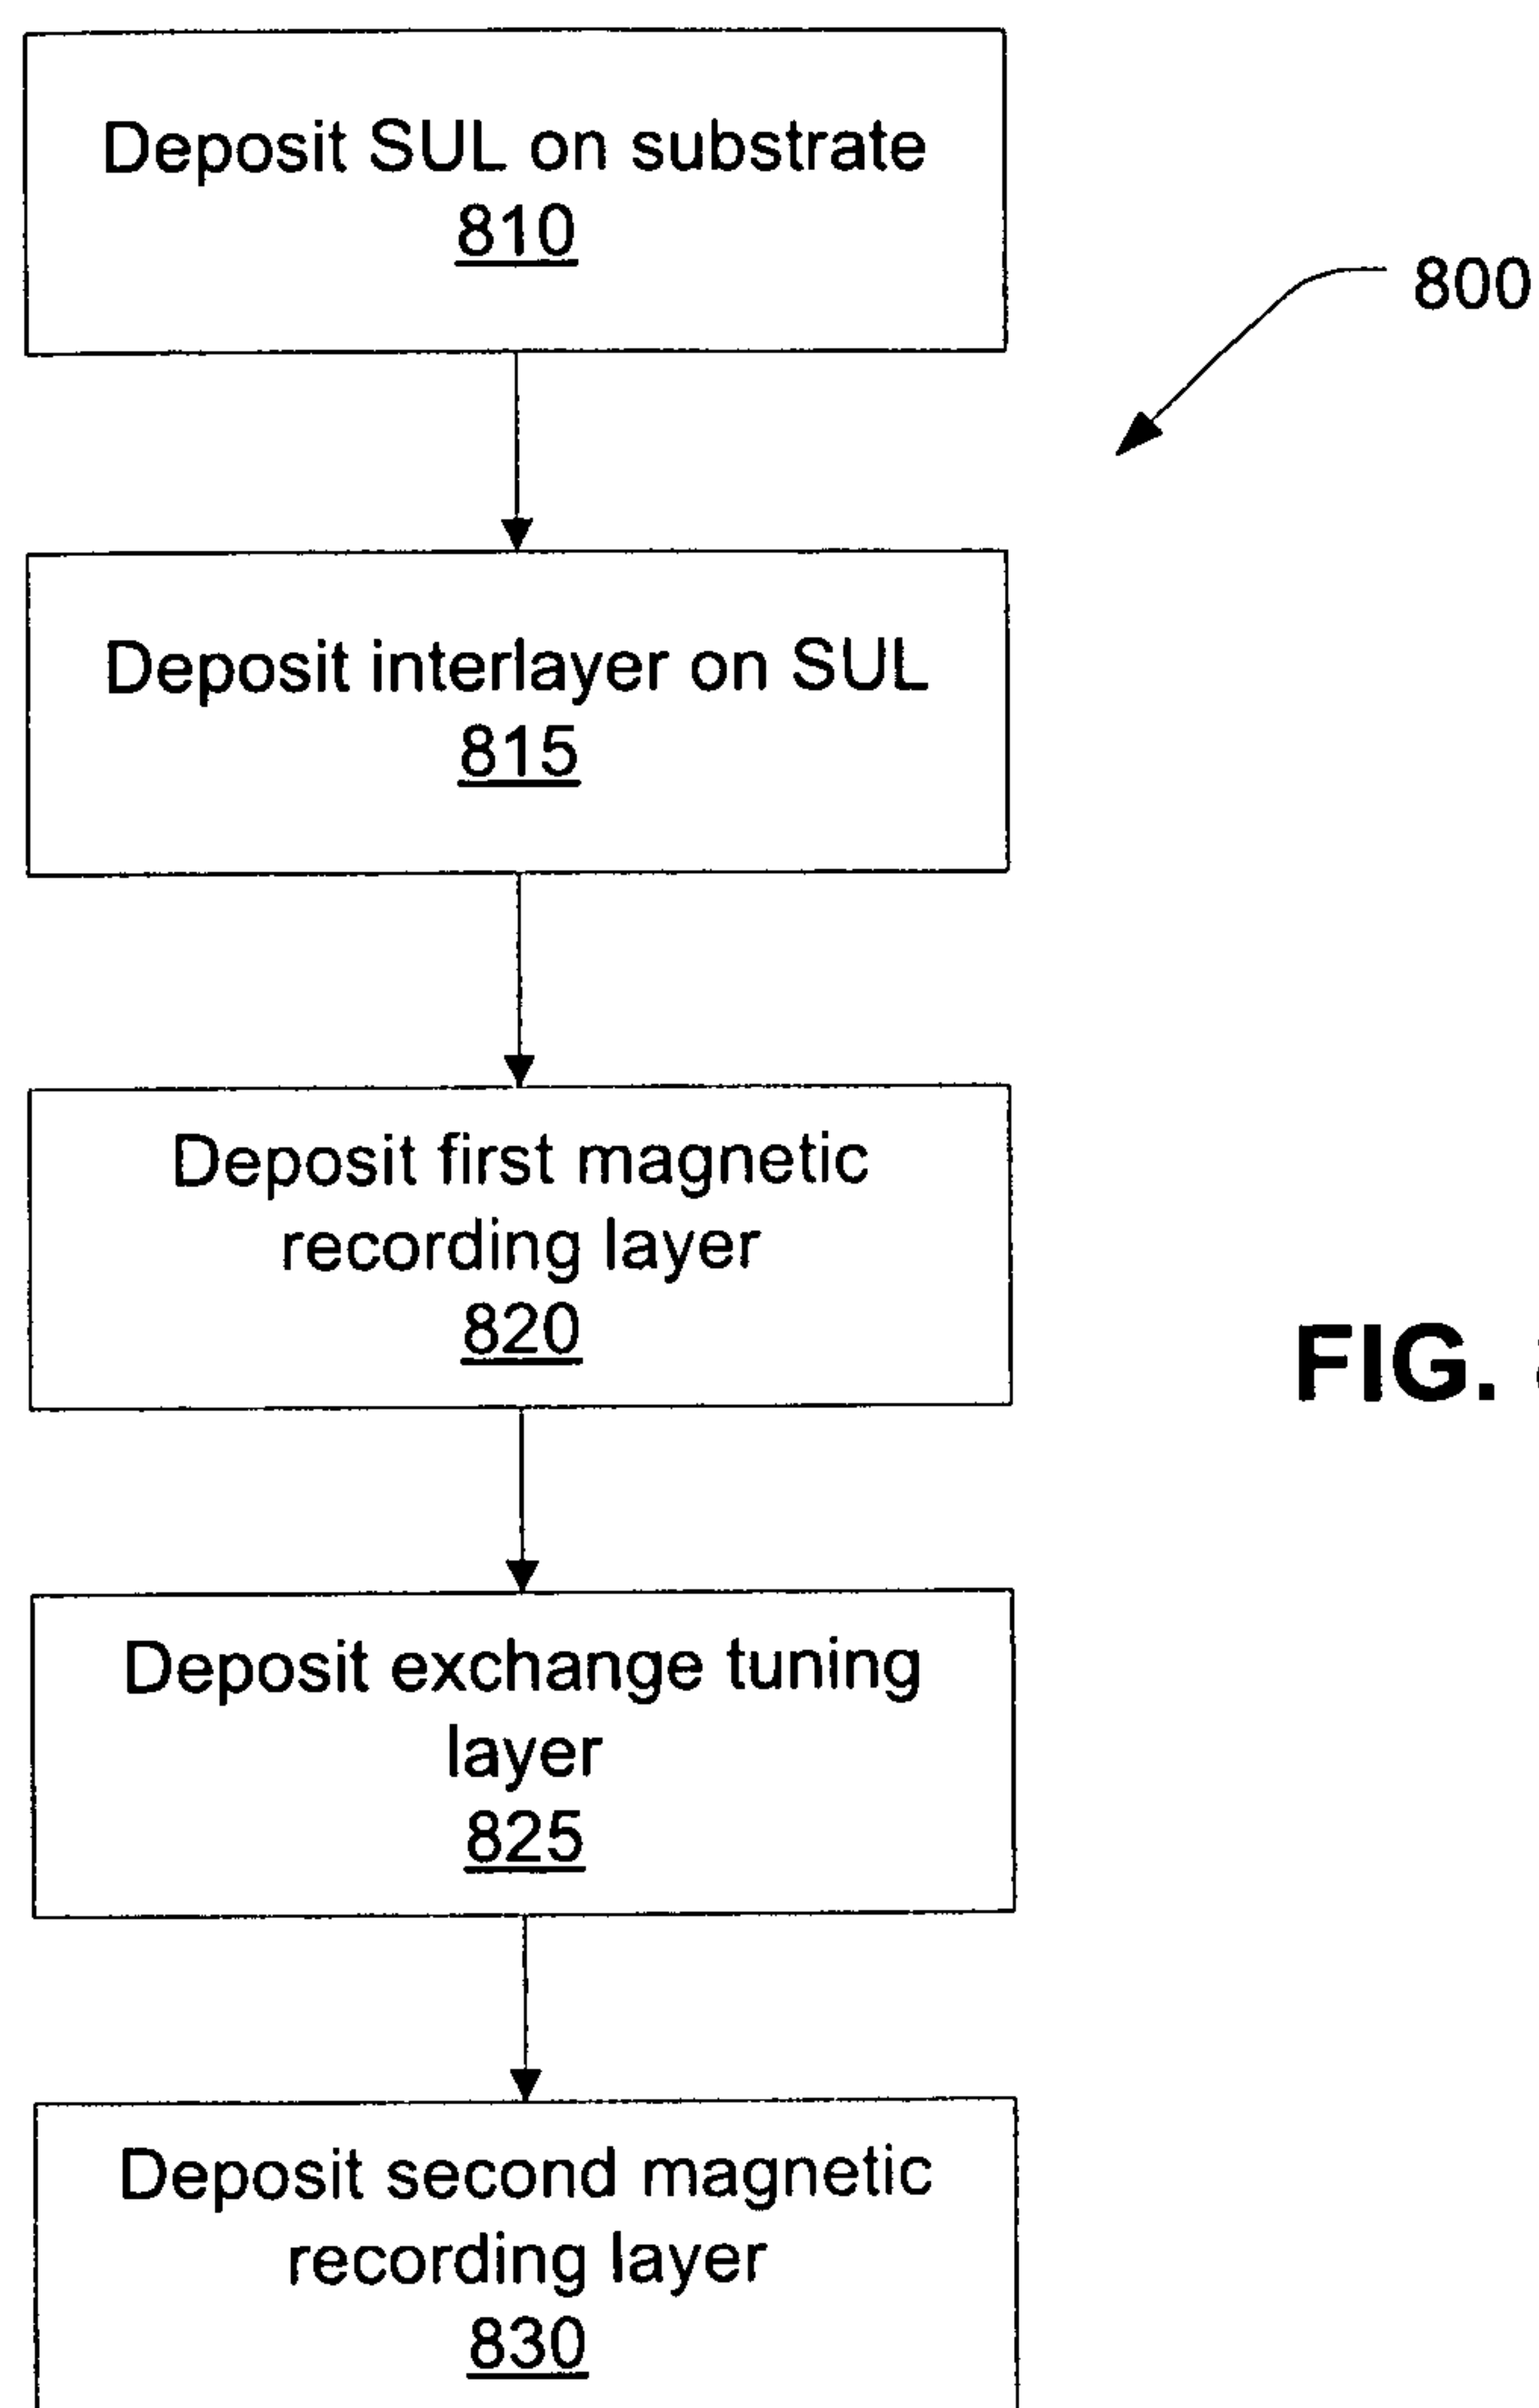 Deposit SUL on substrate
810
800
Deposit interlayer on SUL
815
Deposit first magnetic
recording layer
820
FIG.
Deposit exchange tuning
layer
825
Deposit second magnetic
recording layer
830